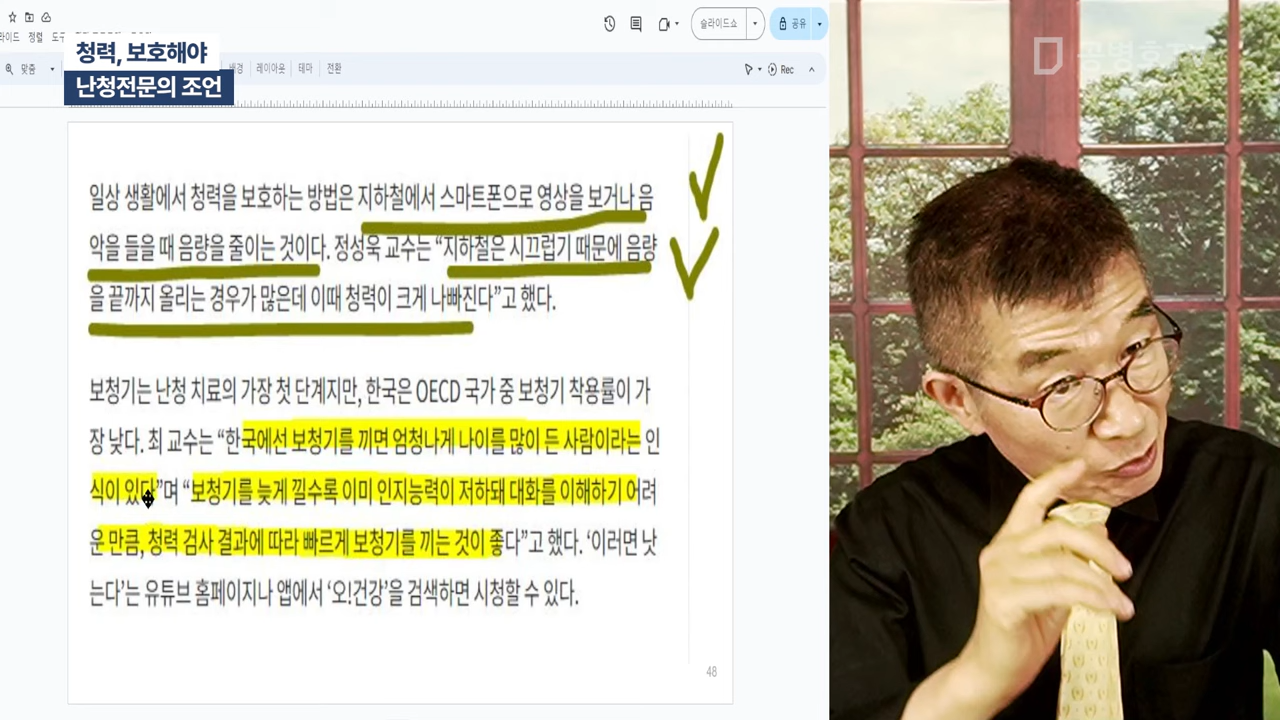 청력, 보호해야
난청전문의 조언
슬라이드쇼
공유
라이드 정렬 도구
맞춤
배경 레이아웃 테마 전환
Rec
공병호
일상 생활에서 청력을 보호하는 방법은 지하철에서 스마트폰으로 영상을 보거나 음
악을 들을 때 음량을 줄이는 것이다. 정성욱 교수는 “지하철은 시끄럽기 때문에 음량
을 끝까지 올리는 경우가 많은데 이때 청력이 크게 나빠진다”고 했다.
보청기는 난청 치료의 가장 첫 단계지만, 한국은 OECD 국가 중 보청기 착용률이 가
장 낮다. 최 교수는 “한국에선 보청기를 끼면 엄청나게 나이를 많이 든 사람이라는 인
식이 있다”며 “보청기를 늦게 낄수록 이미 인지능력이 저하돼 대화를 이해하기 어려
운 만큼, 청력 검사 결과에 따라 빠르게 보청기를 끼는 것이 좋다”고 했다. ‘이러면 낫
는다’는 유튜브 홈페이지나 앱에서 ‘오!건강’을 검색하면 시청할 수 있다.
48